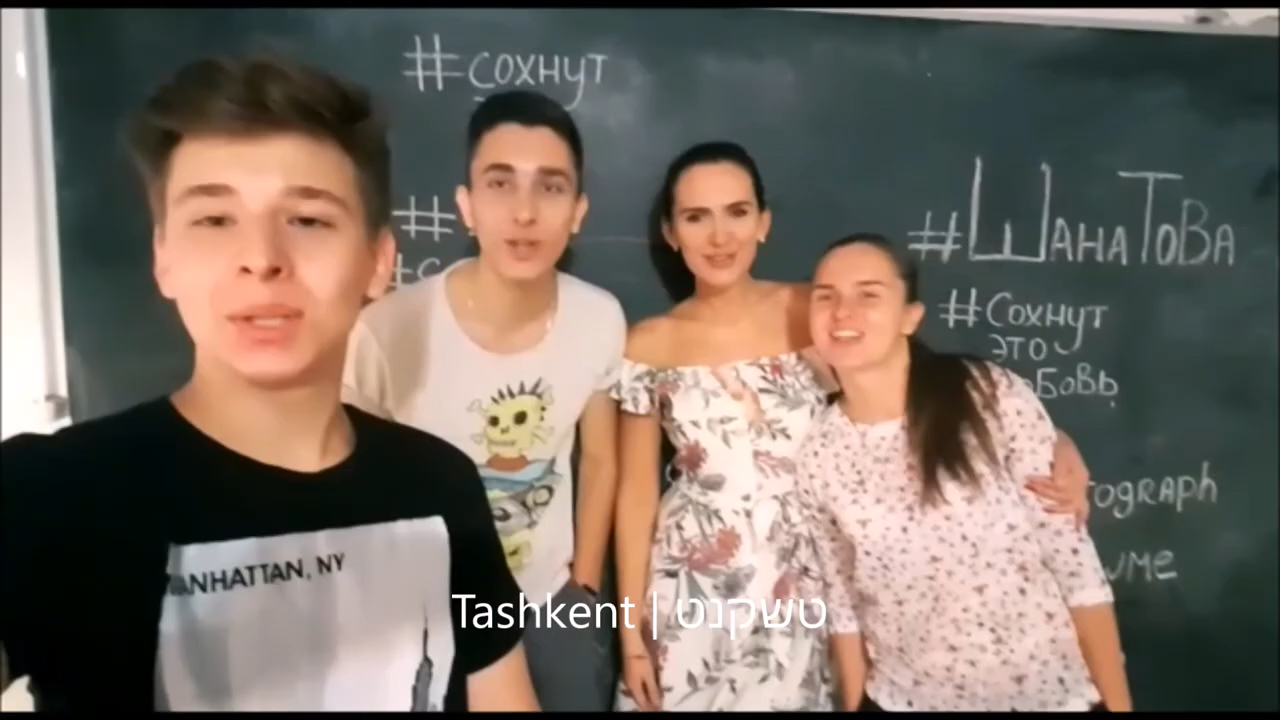 #сохнут
#
#ШАНАТОВА
#Сохнут
это
MANHATTAN, NY
Tashkent | טשקנט